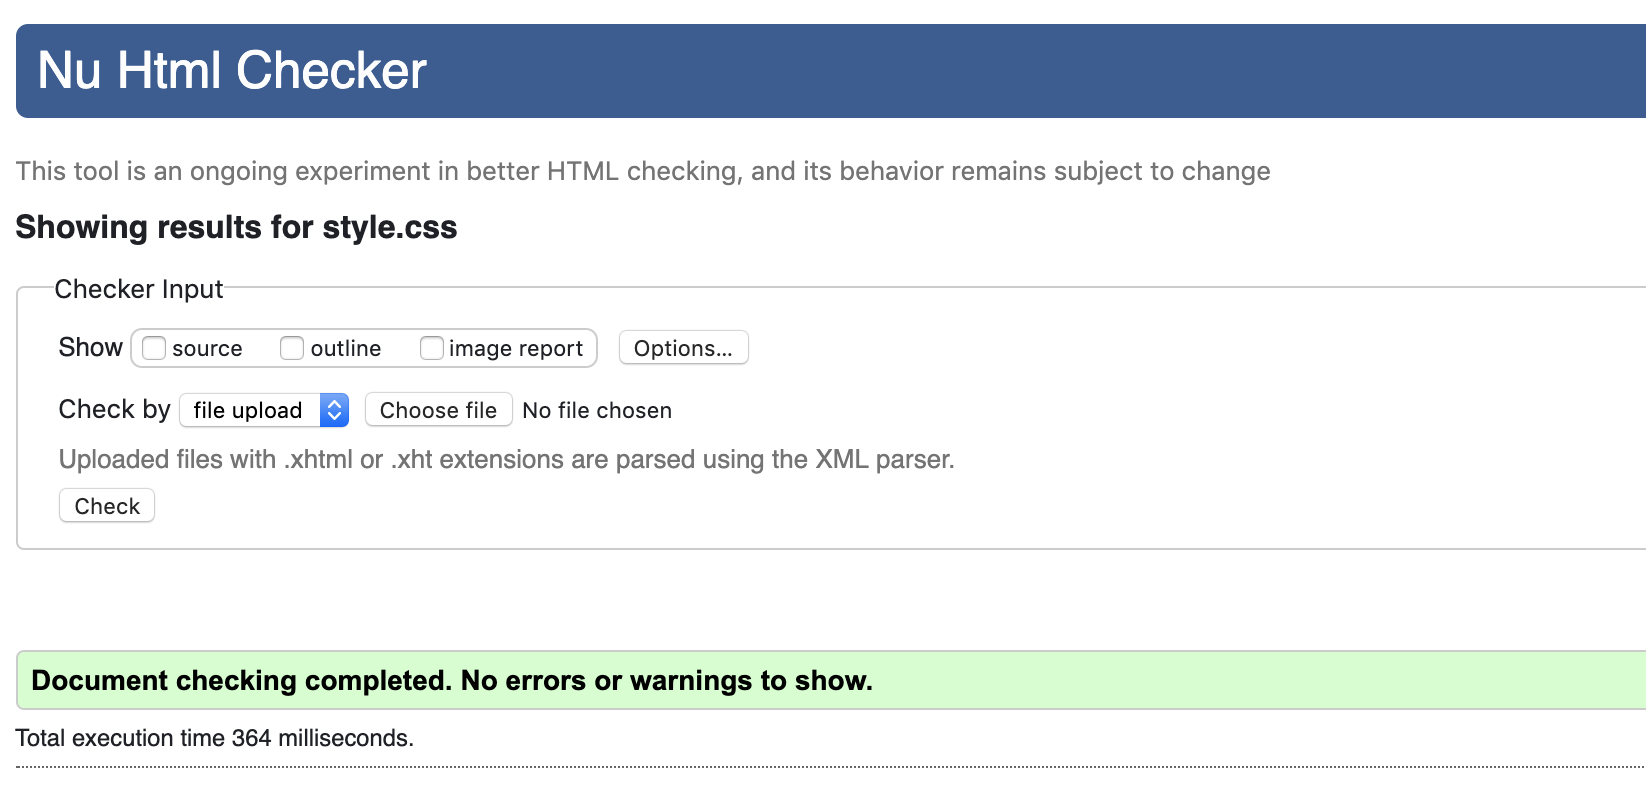 Nu Html Checker
This tool is an ongoing experiment in better HTML checking, and its behavior remains subject to change
Showing results for style.css
Checker Input
Show source outline image report Options...
Check by file upload Choose file No file chosen
Uploaded files with .xhtml or .xht extensions are parsed using the XML parser.
Check
Document checking completed. No errors or warnings to show.
Total execution time 364 milliseconds.